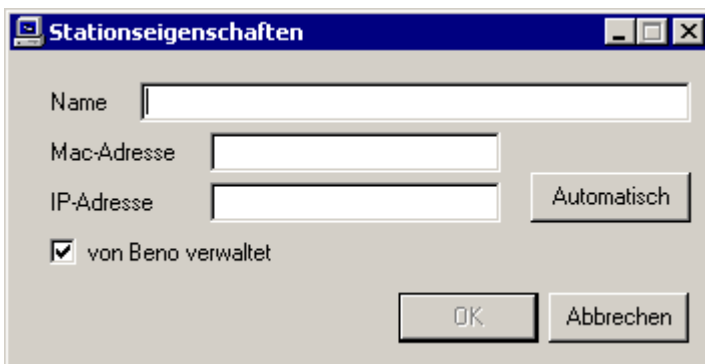 Stationseigenschaften
Name
Mac-Adresse
IP-Adresse
Automatisch
von Beno verwaltet
OK
Abbrechen